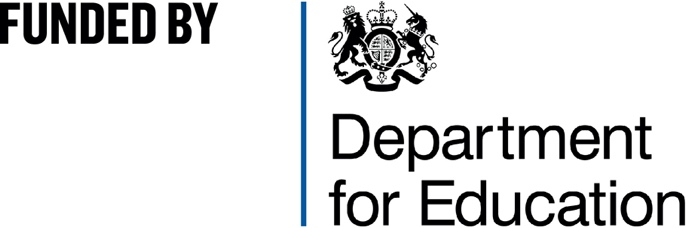 FUNDED BY
Department
for Education